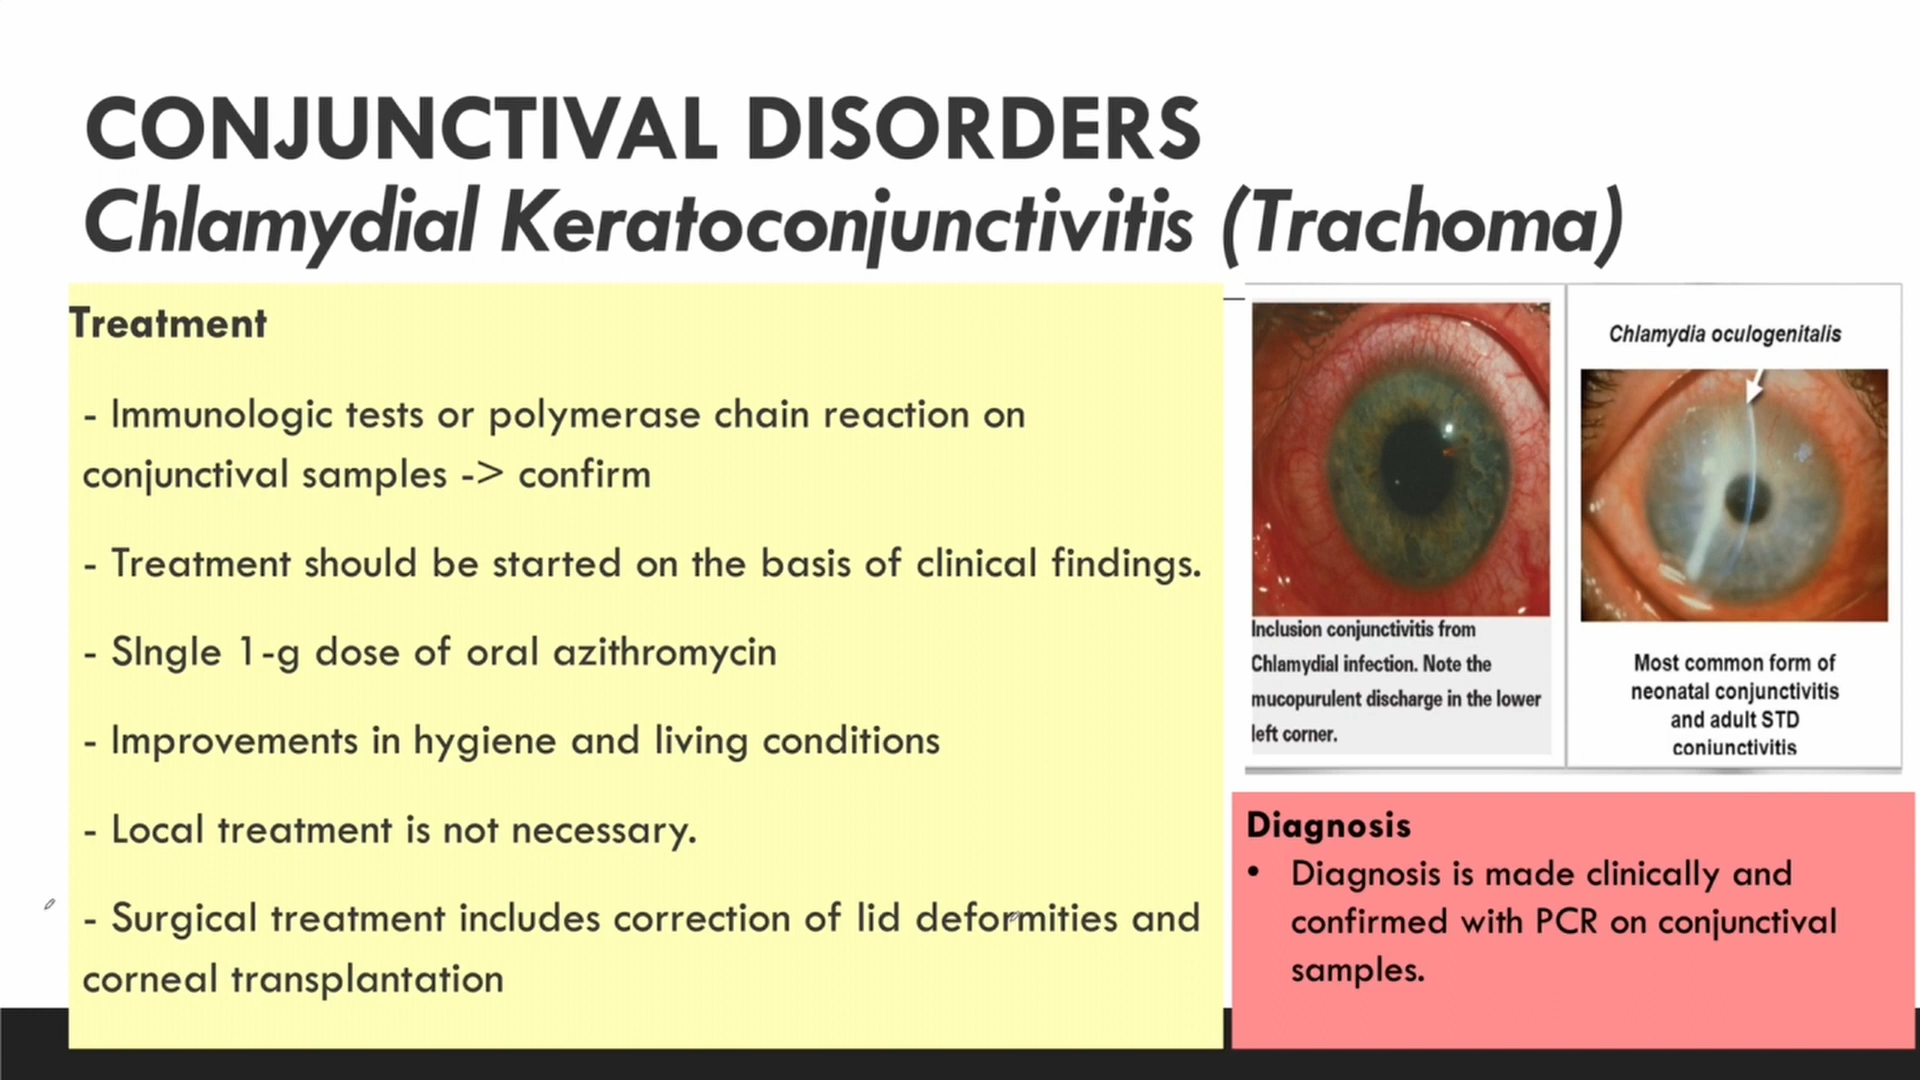 CONJUNCTIVAL DISORDERS
Chlamydial Keratoconjunctivitis (Trachoma)
Treatment
- Immunologic tests or polymerase chain reaction on
conjunctival samples -> confirm
- Treatment should be started on the basis of clinical findings.
- SIngle 1-g dose of oral azithromycin
- Improvements in hygiene and living conditions
- Local treatment is not necessary.
- Surgical treatment includes correction of lid deformities and
corneal transplantation
Inclusion conjunctivitis from
Chlamydial infection. Note the
mucopurulent discharge in the lower
left corner.
Chlamydia oculogenitalis
Most common form of
neonatal conjunctivitis
and adult STD
conjunctivitis
Diagnosis
• Diagnosis is made clinically and
confirmed with PCR on conjunctival
samples.